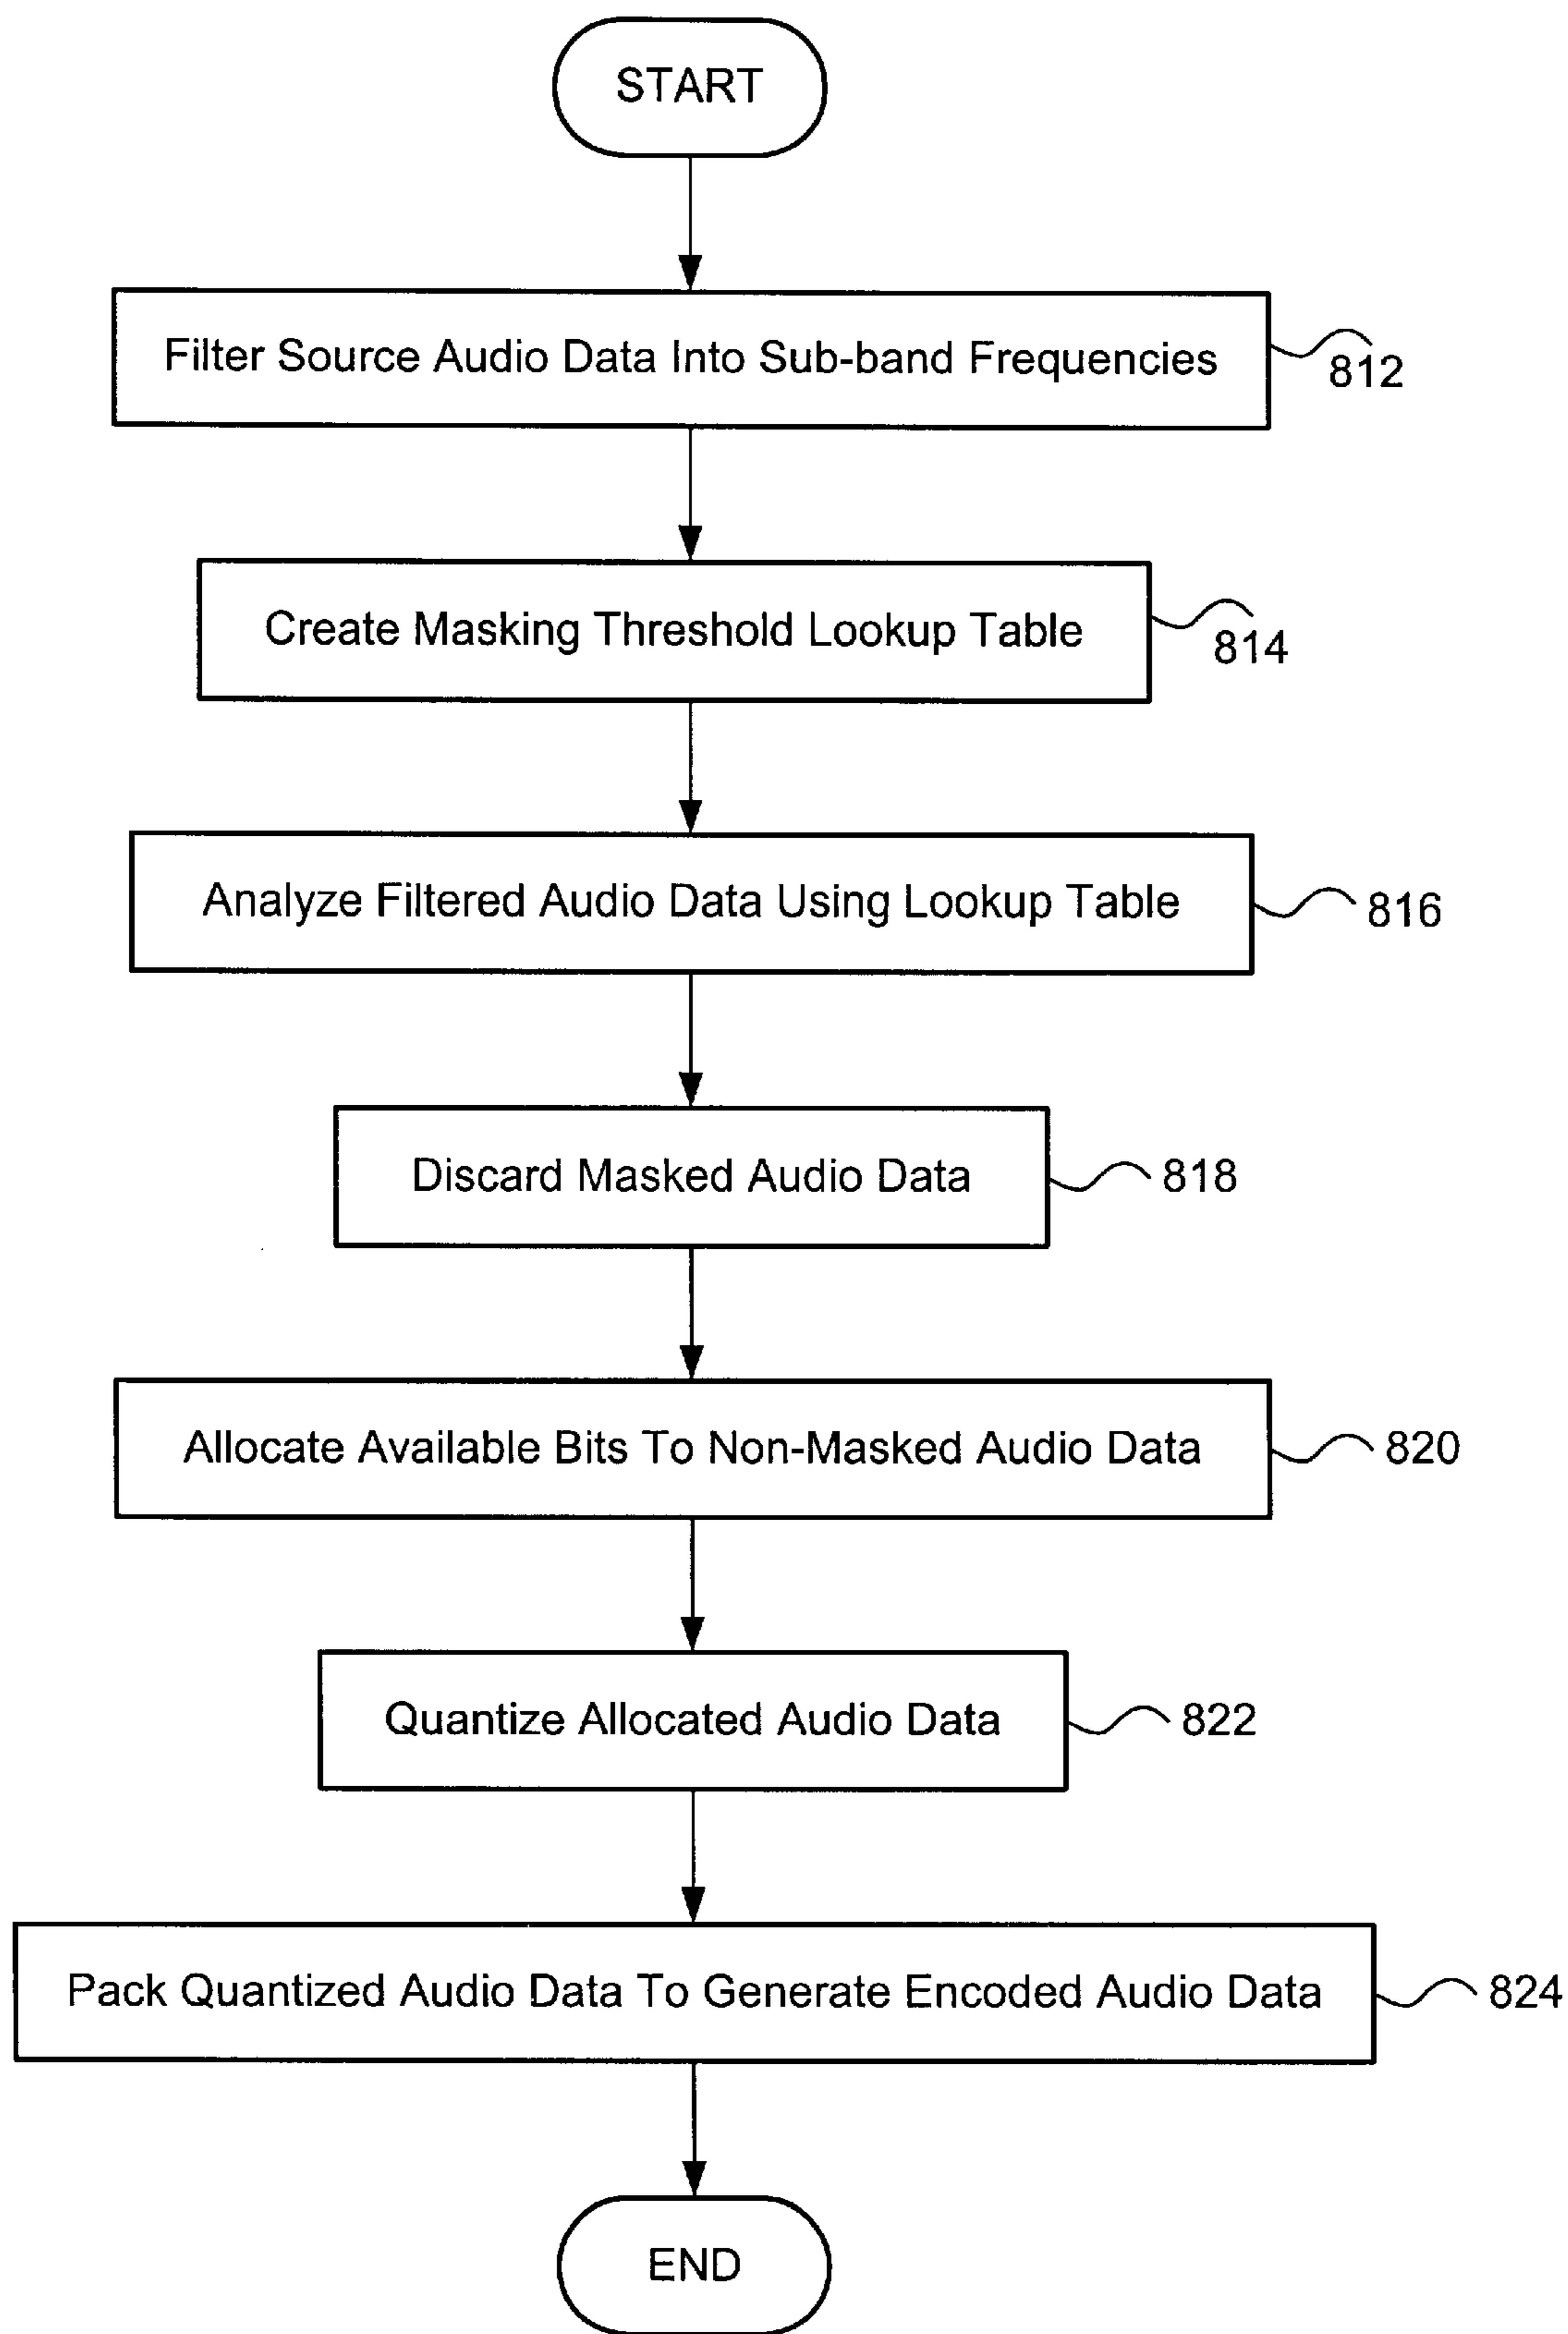 START
Filter Source Audio Data Into Sub-band Frequencies
812
Create Masking Threshold Lookup Table
814
Analyze Filtered Audio Data Using Lookup Table
816
Discard Masked Audio Data
818
Allocate Available Bits To Non-Masked Audio Data
820
Quantize Allocated Audio Data
822
Pack Quantized Audio Data To Generate Encoded Audio Data
824
END